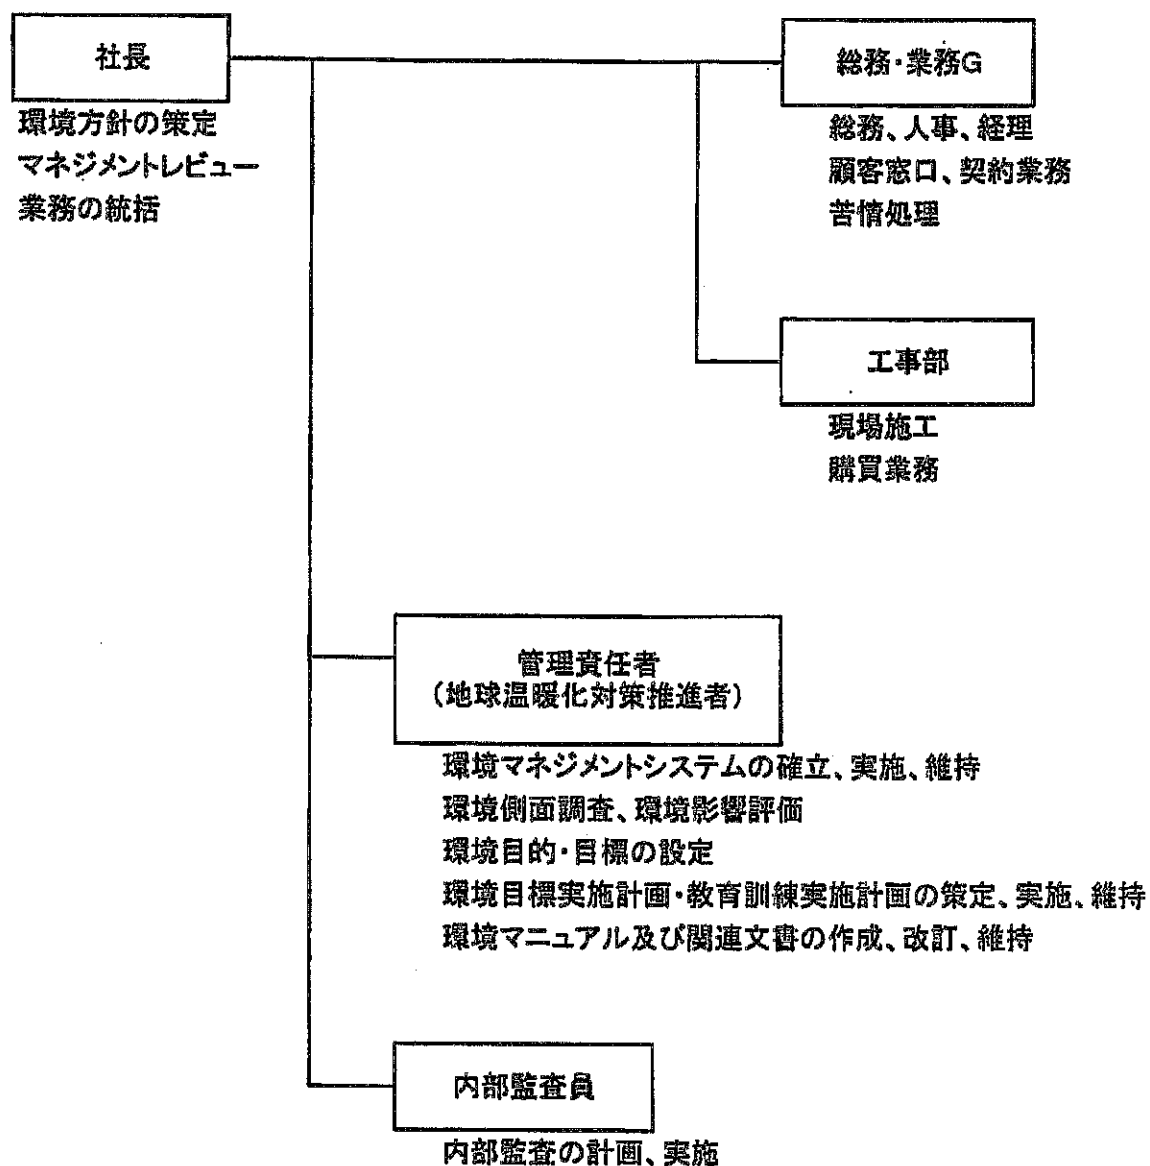 社長
環境方針の策定
マネジメントレビュー
業務の統括
総務・業務G
総務、人事、経理
顧客窓口、契約業務
苦情処理
工事部
現場施工
購買業務
管理責任者
(地球温暖化対策推進者)
環境マネジメントシステムの確立、実施、維持
環境側面調査、環境影響評価
環境目的・目標の設定
環境目標実施計画・教育訓練実施計画の策定、実施、維持
環境マニュアル及び関連文書の作成、改訂、維持
内部監査員
内部監査の計画、実施